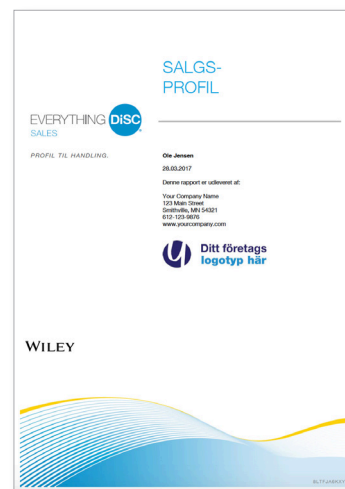 SALGS-
PROFIL
EVERYTHING DiSC®
SALES
PROFIL TIL HANDLING.
Ole Jensen
28.03.2017
Denne rapport er udleveret af:
Your Company Name
123 Main Street
Smithville, MN 54321
612-123-9876
www.yourcompany.com
Ditt företags
logotyp här
WILEY